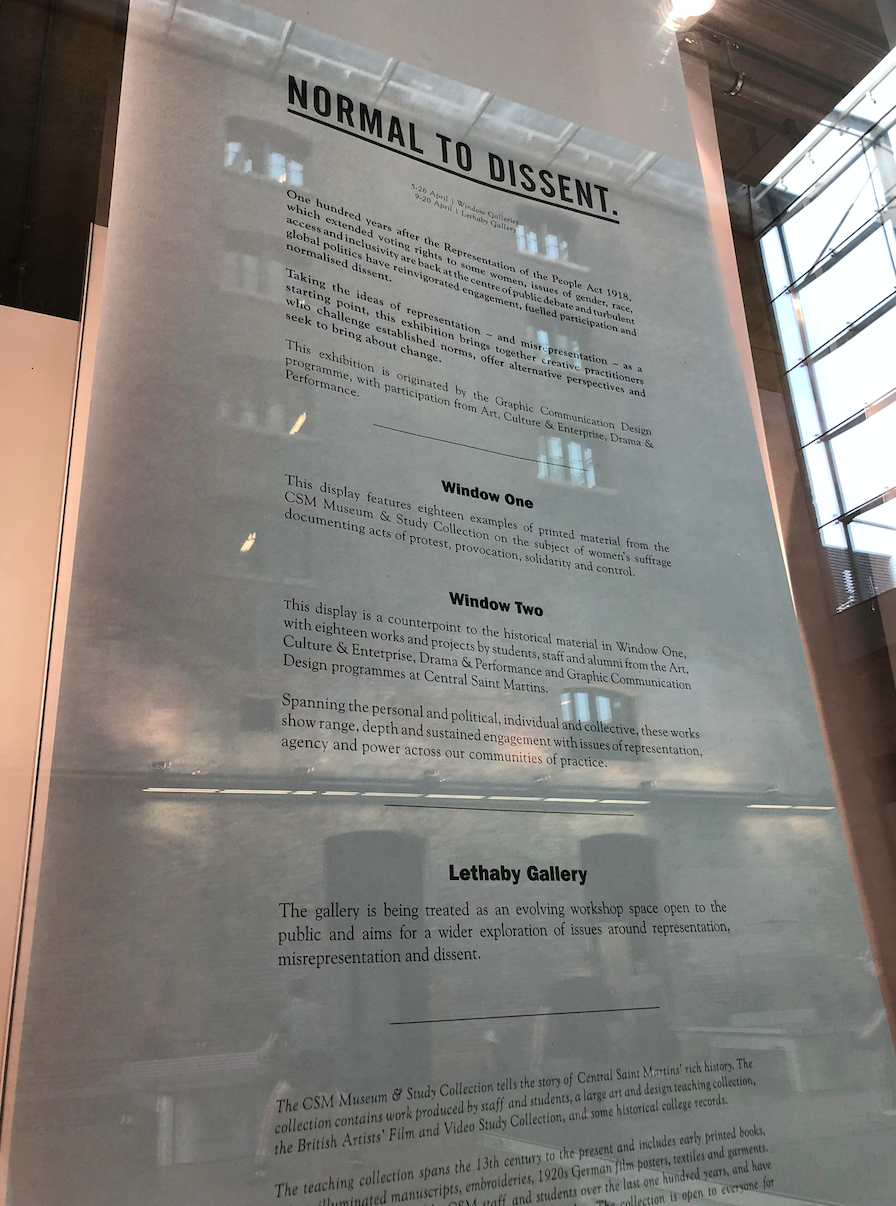 NORMAL TO DISSENT.
5-26 April | Window Galleries
9-20 April | Lethaby Gallery
One hundred years after the Representation of the People Act 1918,
which extended voting rights to some women, issues of gender, race,
access and inclusivity are back at the centre of public debate and turbulent
global politics have reinvigorated engagement, fuelled participation and
normalised dissent.
Taking the ideas of representation – and misrepresentation – as a
starting point, this exhibition brings together creative practitioners
who challenge established norms, offer alternative perspectives and
seek to bring about change.
This exhibition is originated by the Graphic Communication Design
programme, with participation from Art, Culture & Enterprise, Drama &
Performance.
Window One
This display features eighteen examples of printed material from the
CSM Museum & Study Collection on the subject of women's suffrage
documenting acts of protest, provocation, solidarity and control.
Window Two
This display is a counterpoint to the historical material in Window One,
with eighteen works and projects by students, staff and alumni from the Art,
Culture & Enterprise, Drama & Performance and Graphic Communication
Design programmes at Central Saint Martins.
Spanning the personal and political, individual and collective, these works
show range, depth and sustained engagement with issues of representation,
agency and power across our communities of practice.
Lethaby Gallery
The gallery is being treated as an evolving workshop space open to the
public and aims for a wider exploration of issues around representation,
misrepresentation and dissent.
The CSM Museum & Study Collection tells the story of Central Saint Martins' rich history. The
collection contains work produced by staff and students, a large art and design teaching collection,
the British Artists' Film and Video Study Collection, and some historical college records.
The teaching collection spans the 13th century to the present and includes early printed books,
illuminated manuscripts, embroideries, 1920s German film posters, textiles and garments.
CSM staff and students over the last one hundred years, and have
The collection is open to everyone for